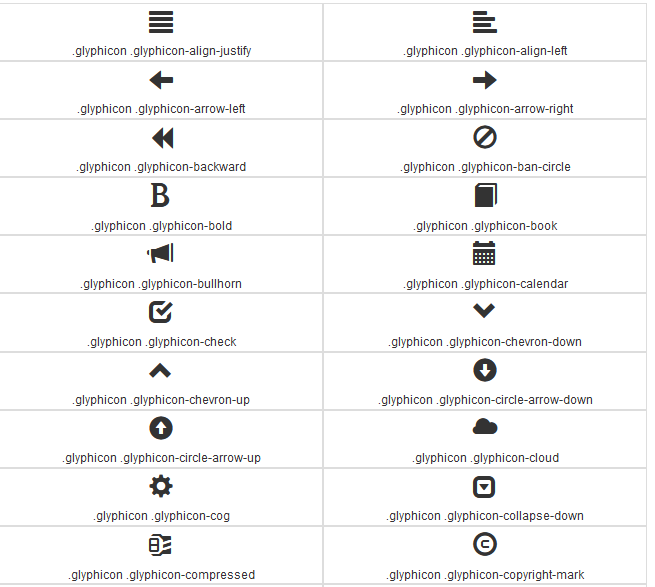 .glyphicon .glyphicon-align-justify
.glyphicon .glyphicon-align-left
.glyphicon .glyphicon-arrow-left
.glyphicon .glyphicon-arrow-right
.glyphicon .glyphicon-backward
.glyphicon .glyphicon-ban-circle
B
.glyphicon .glyphicon-bold
.glyphicon .glyphicon-book
.glyphicon .glyphicon-bullhorn
.glyphicon .glyphicon-calendar
.glyphicon .glyphicon-check
.glyphicon .glyphicon-chevron-down
.glyphicon .glyphicon-chevron-up
.glyphicon .glyphicon-circle-arrow-down
.glyphicon .glyphicon-circle-arrow-up
.glyphicon .glyphicon-cloud
.glyphicon .glyphicon-cog
.glyphicon .glyphicon-collapse-down
.glyphicon .glyphicon-compressed
©
.glyphicon .glyphicon-copyright-mark